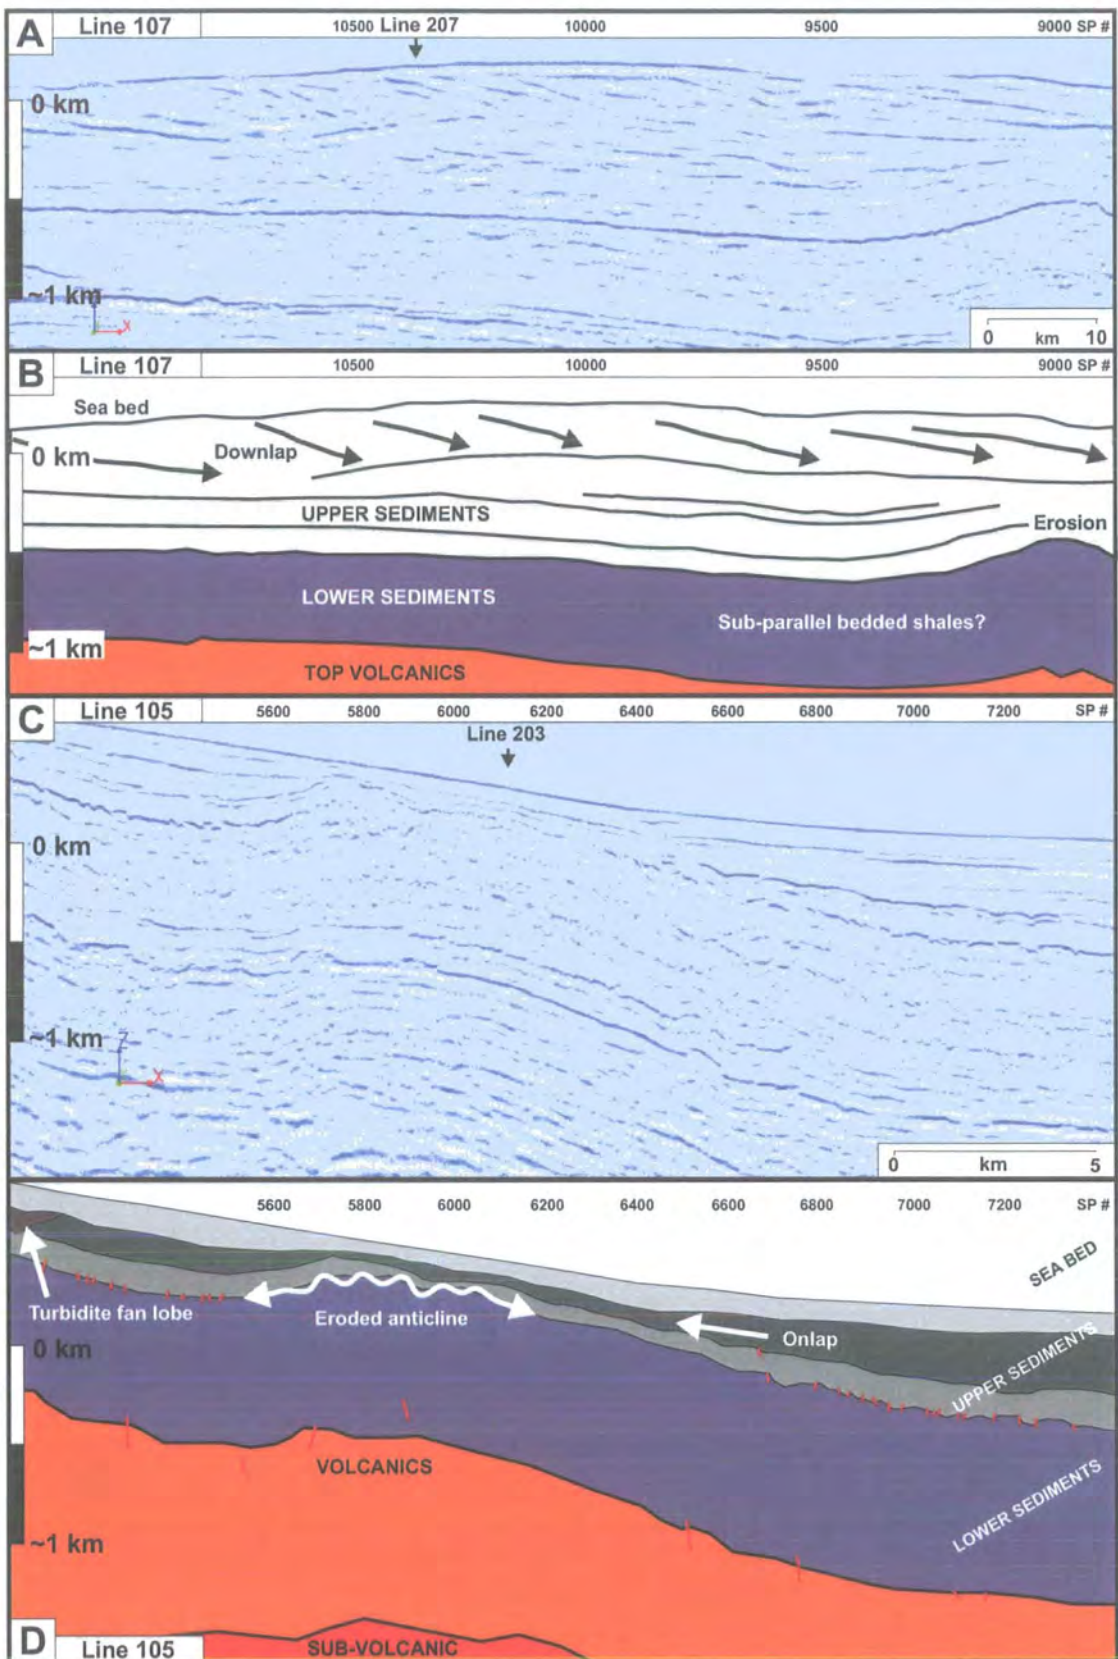 A Line 107 10500 Line 207 10000 9500 9000 SP #
0 km
~1 km
X
0 km 10
B Line 107 10500 10000 9500 9000 SP #
Sea bed
Downlap
0 km
UPPER SEDIMENTS
Erosion
LOWER SEDIMENTS
Sub-parallel bedded shales?
~1 km
TOP VOLCANICS
C Line 105 5600 5800 6000 6200 6400 6600 6800 7000 7200 SP #
Line 203
0 km
~1 km
Z
X
0 km 5
5600 5800 6000 6200 6400 6600 6800 7000 7200 SP #
SEA BED
Turbidite fan lobe
Eroded anticline
Onlap
0 km
UPPER SEDIMENTS
VOLCANICS
LOWER SEDIMENTS
~1 km
D Line 105
SUB-VOLCANIC